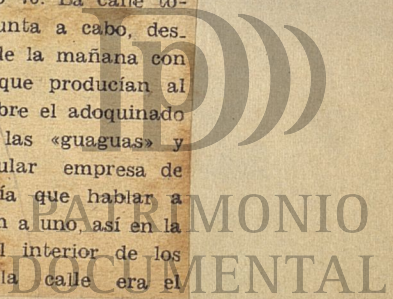 unta a cabo, des-
de la mañana con
que producían al
bre el adoquinado
las «guaguas» y
ular empresa de
ía que hablar a
n a uno, así en la
l interior de los
la calle era el
PATRIMONIO
DOCUMENTAL